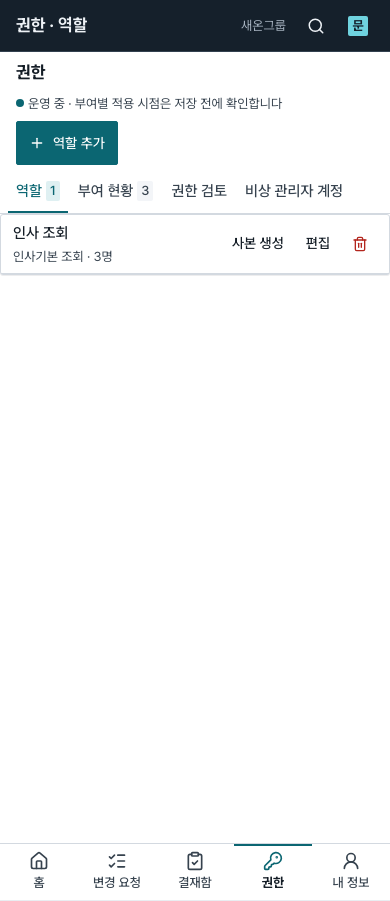 권한 · 역할
새온그룹
문
권한
운영 중 · 부여별 적용 시점은 저장 전에 확인합니다
역할 추가
역할 1 부여 현황 3 권한 검토 비상 관리자 계정
인사 조회
인사기본 조회 · 3명
사본 생성 편집
홈 변경 요청 결재함 권한 내 정보